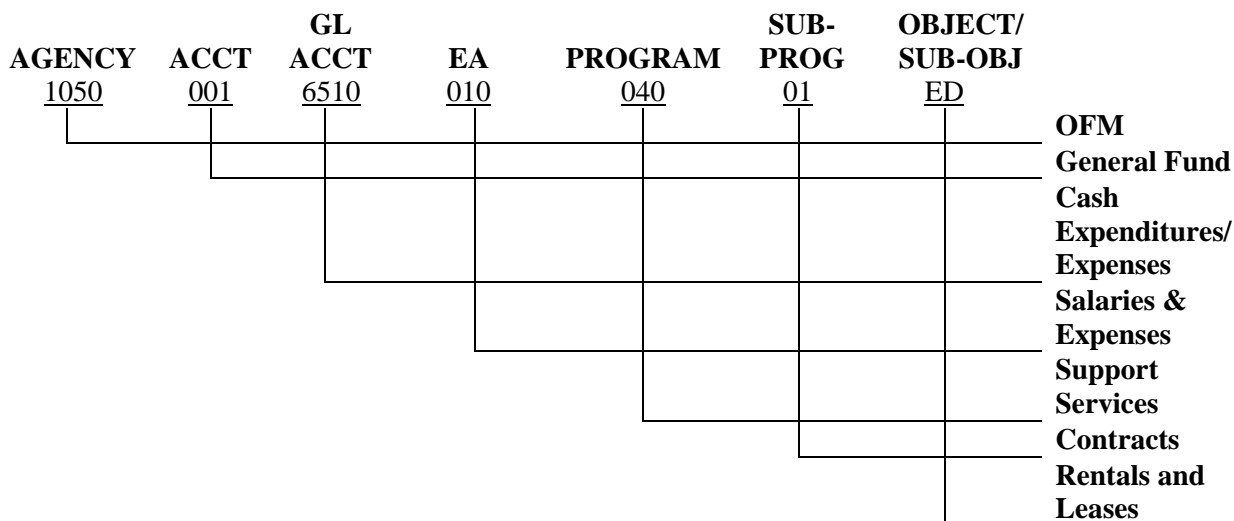 GL SUB- OBJECT/
AGENCY ACCT ACCT EA PROGRAM PROG SUB-OBJ
1050 001 6510 010 040 01 ED
OFM
General Fund
Cash
Expenditures/
Expenses
Salaries &
Expenses
Support
Services
Contracts
Rentals and
Leases